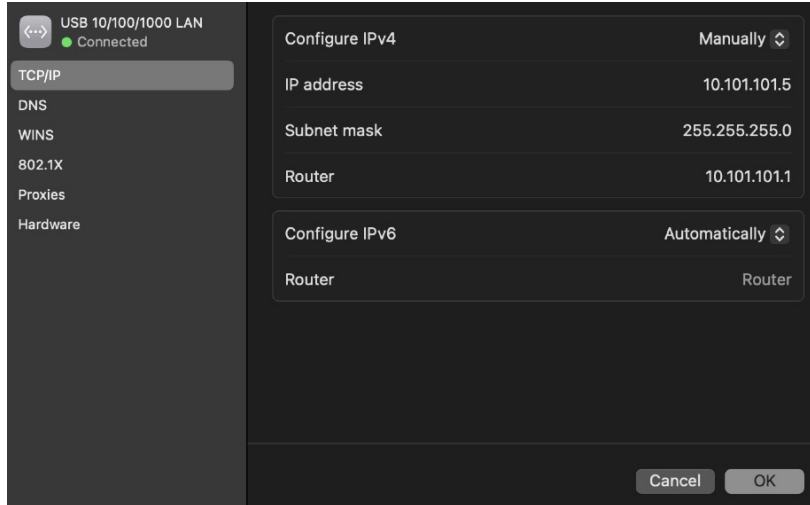 USB 10/100/1000 LAN
Connected
TCP/IP
DNS
WINS
802.1X
Proxies
Hardware
Configure IPv4 Manually
IP address 10.101.101.5
Subnet mask 255.255.255.0
Router 10.101.101.1
Configure IPv6 Automatically
Router Router
Cancel OK